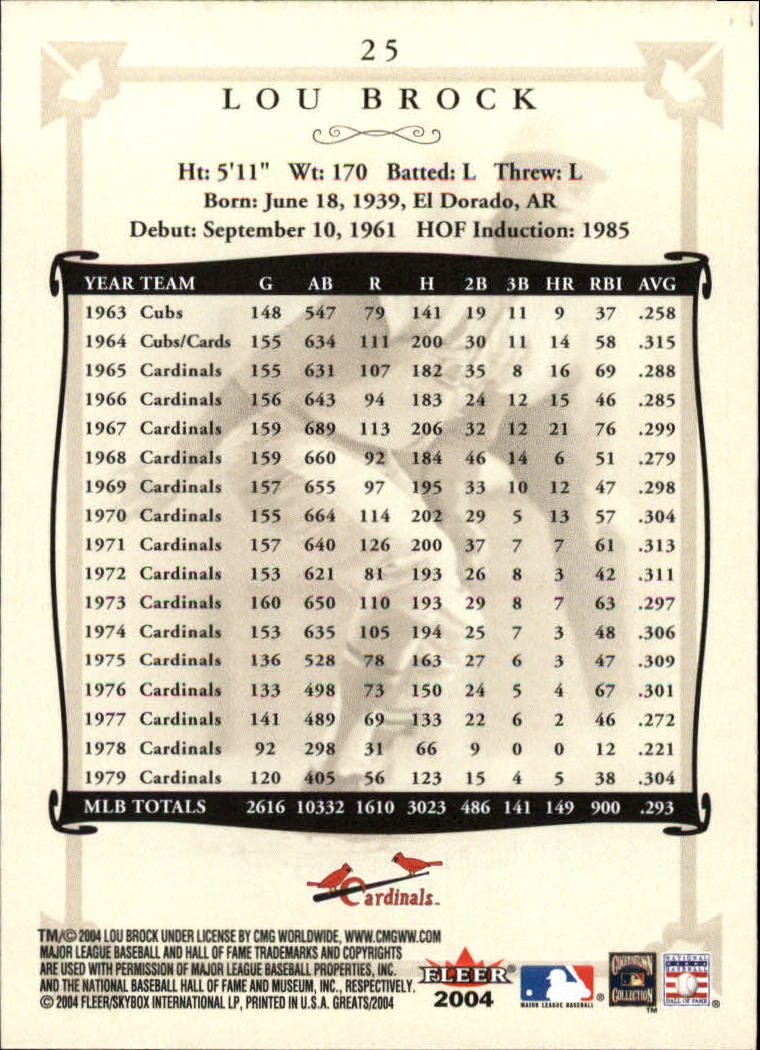 25
LOU BROCK
Ht: 5'11" Wt: 170 Batted: L Threw: L
Born: June 18, 1939, El Dorado, AR
Debut: September 10, 1961 HOF Induction: 1985
YEAR TEAM G AB R H 2B 3B HR RBI AVG
1963 Cubs 148 547 79 141 19 11 9 37 .258
1964 Cubs/Cards 155 634 111 200 30 11 14 58 .315
1965 Cardinals 155 631 107 182 35 8 16 69 .288
1966 Cardinals 156 643 94 183 24 12 15 46 .285
1967 Cardinals 159 689 113 206 32 12 21 76 .299
1968 Cardinals 159 660 92 184 46 14 6 51 .279
1969 Cardinals 157 655 97 195 33 10 12 47 .298
1970 Cardinals 155 664 114 202 29 5 13 57 .304
1971 Cardinals 157 640 126 200 37 7 7 61 .313
1972 Cardinals 153 621 81 193 26 8 3 42 .311
1973 Cardinals 160 650 110 193 29 8 7 63 .297
1974 Cardinals 153 635 105 194 25 7 3 48 .306
1975 Cardinals 136 528 78 163 27 6 3 47 .309
1976 Cardinals 133 498 73 150 24 5 4 67 .301
1977 Cardinals 141 489 69 133 22 6 2 46 .272
1978 Cardinals 92 298 31 66 9 0 0 12 .221
1979 Cardinals 120 405 56 123 15 4 5 38 .304
MLB TOTALS 2616 10332 1610 3023 486 141 149 900 .293
Cardinals
TM/© 2004 LOU BROCK UNDER LICENSE BY CMG WORLDWIDE, WWW.CMGWW.COM
MAJOR LEAGUE BASEBALL AND HALL OF FAME TRADEMARKS AND COPYRIGHTS
ARE USED WITH PERMISSION OF MAJOR LEAGUE BASEBALL PROPERTIES, INC.
AND THE NATIONAL BASEBALL HALL OF FAME AND MUSEUM, INC., RESPECTIVELY.
© 2004 FLEER/SKYBOX INTERNATIONAL LP, PRINTED IN U.S.A. GREATS/2004
FLEER®
2004
MAJOR LEAGUE BASEBALL ®
COOPERSTOWN
COLLECTION
TM
NATIONAL
BASEBALL
HALL OF FAME
®